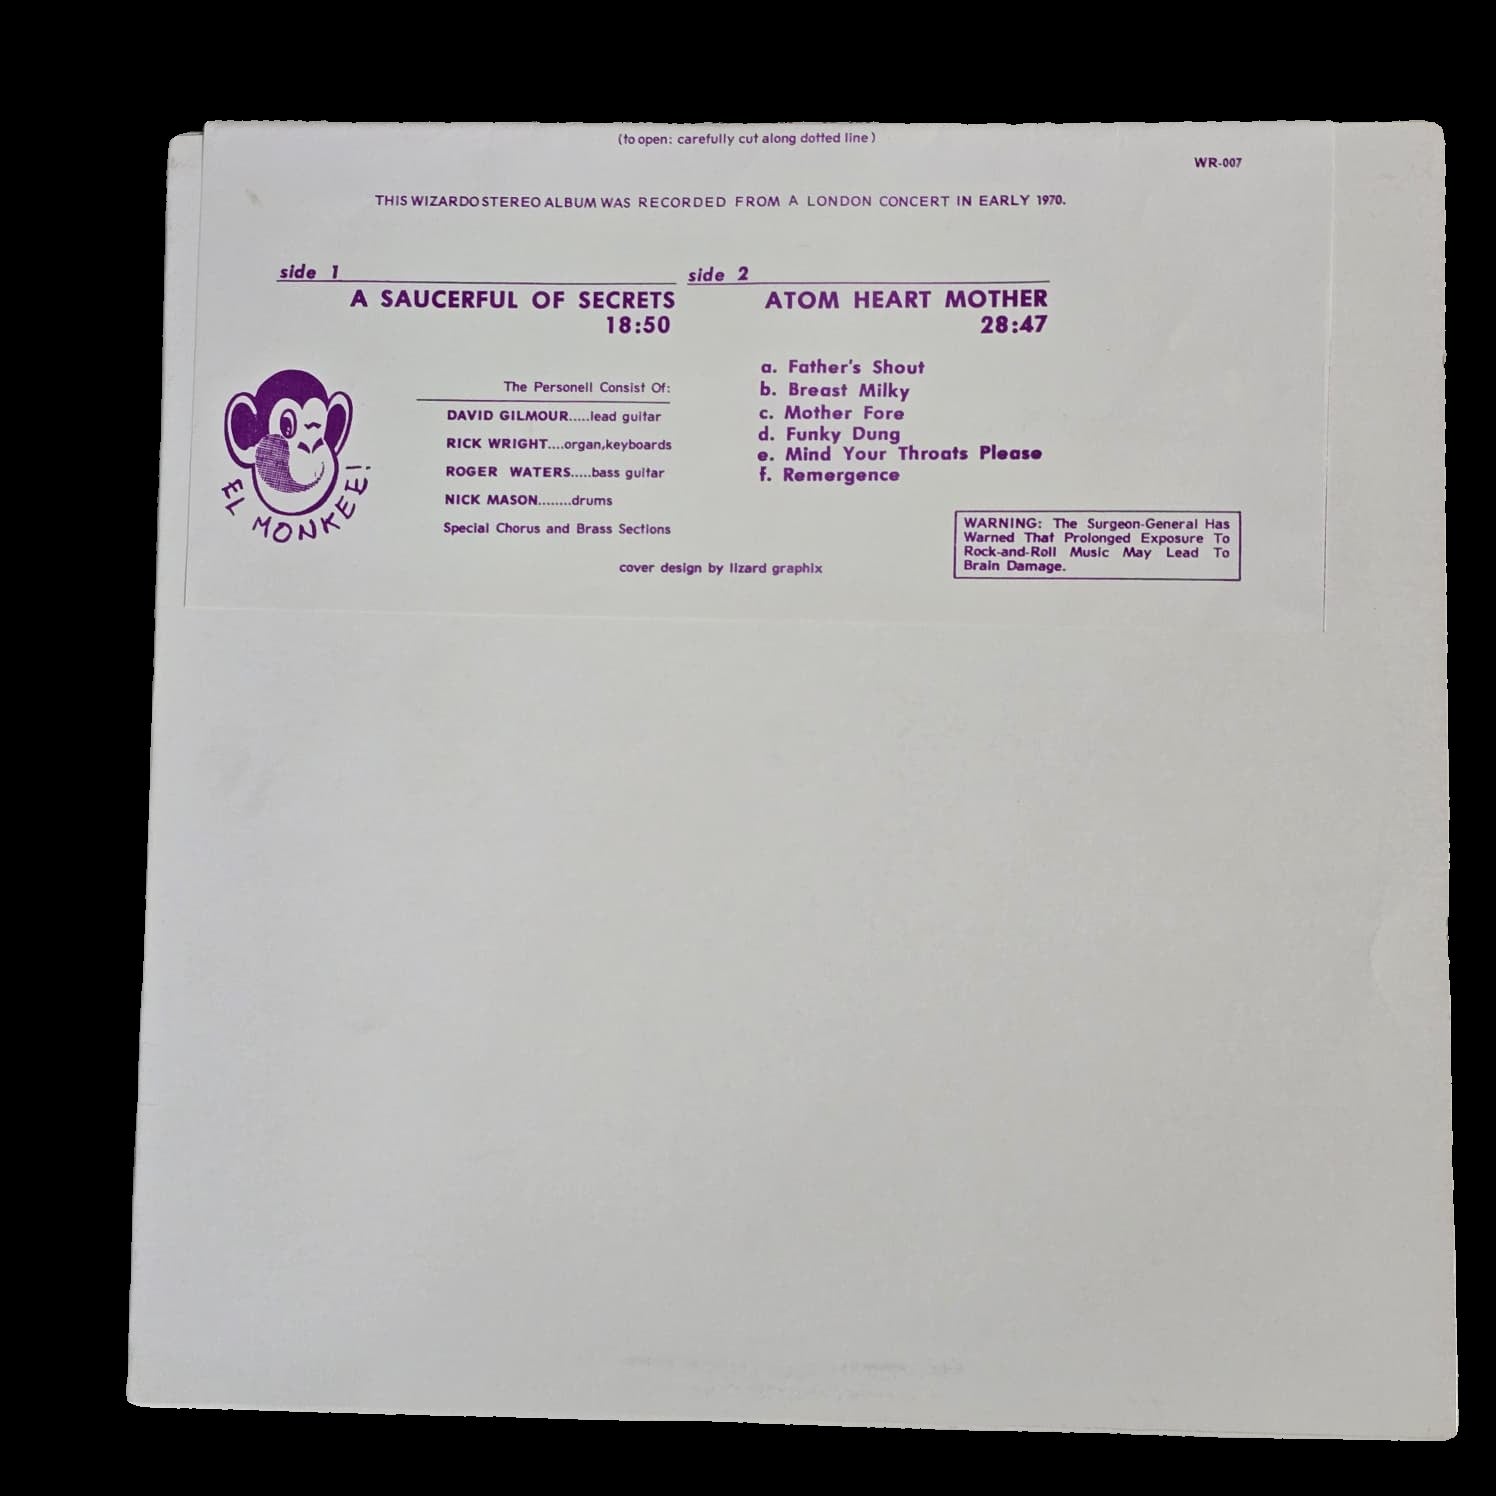 (to open: carefully cut along dotted line)
WR-007
THIS WIZARDO STEREO ALBUM WAS RECORDED FROM A LONDON CONCERT IN EARLY 1970.
side 1
A SAUCERFUL OF SECRETS
18:50
The Personell Consist Of:
DAVID GILMOUR.....lead guitar
RICK WRIGHT....organ,keyboards
ROGER WATERS.....bass guitar
NICK MASON........drums
Special Chorus and Brass Sections
side 2
ATOM HEART MOTHER
28:47
a. Father's Shout
b. Breast Milky
c. Mother Fore
d. Funky Dung
e. Mind Your Throats Please
f. Remergence
EL MONKEE!
cover design by lizard graphix
WARNING: The Surgeon-General Has
Warned That Prolonged Exposure To
Rock-and-Roll Music May Lead To
Brain Damage.